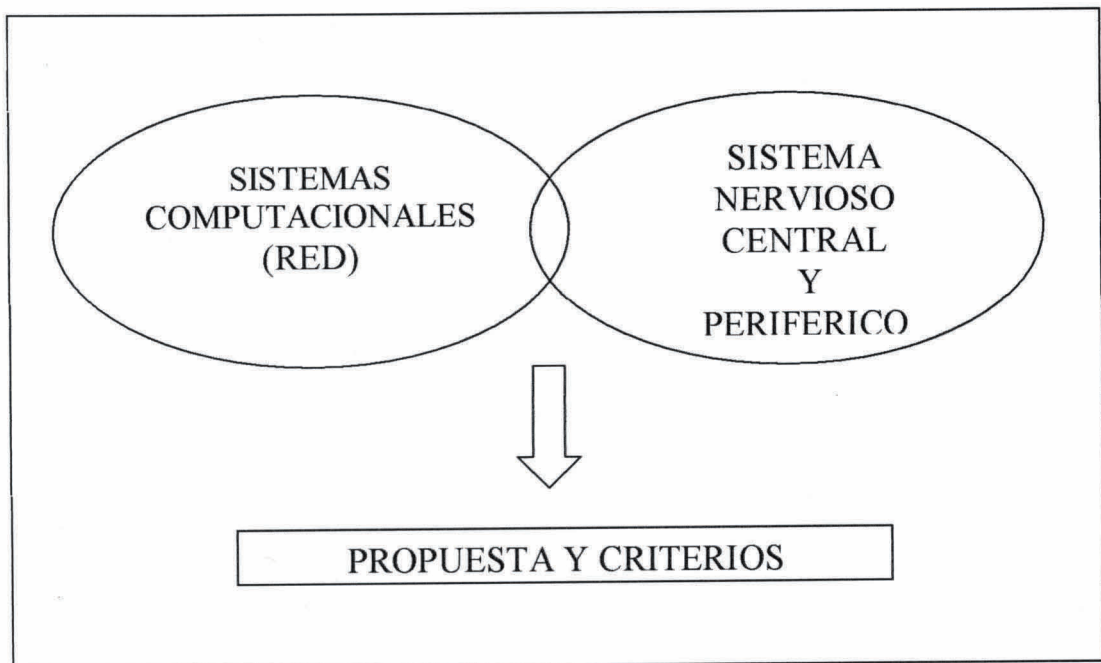 SISTEMAS
COMPUTACIONALES
(RED)
SISTEMA
NERVIOSO
CENTRAL
Y
PERIFERICO
PROPUESTA Y CRITERIOS